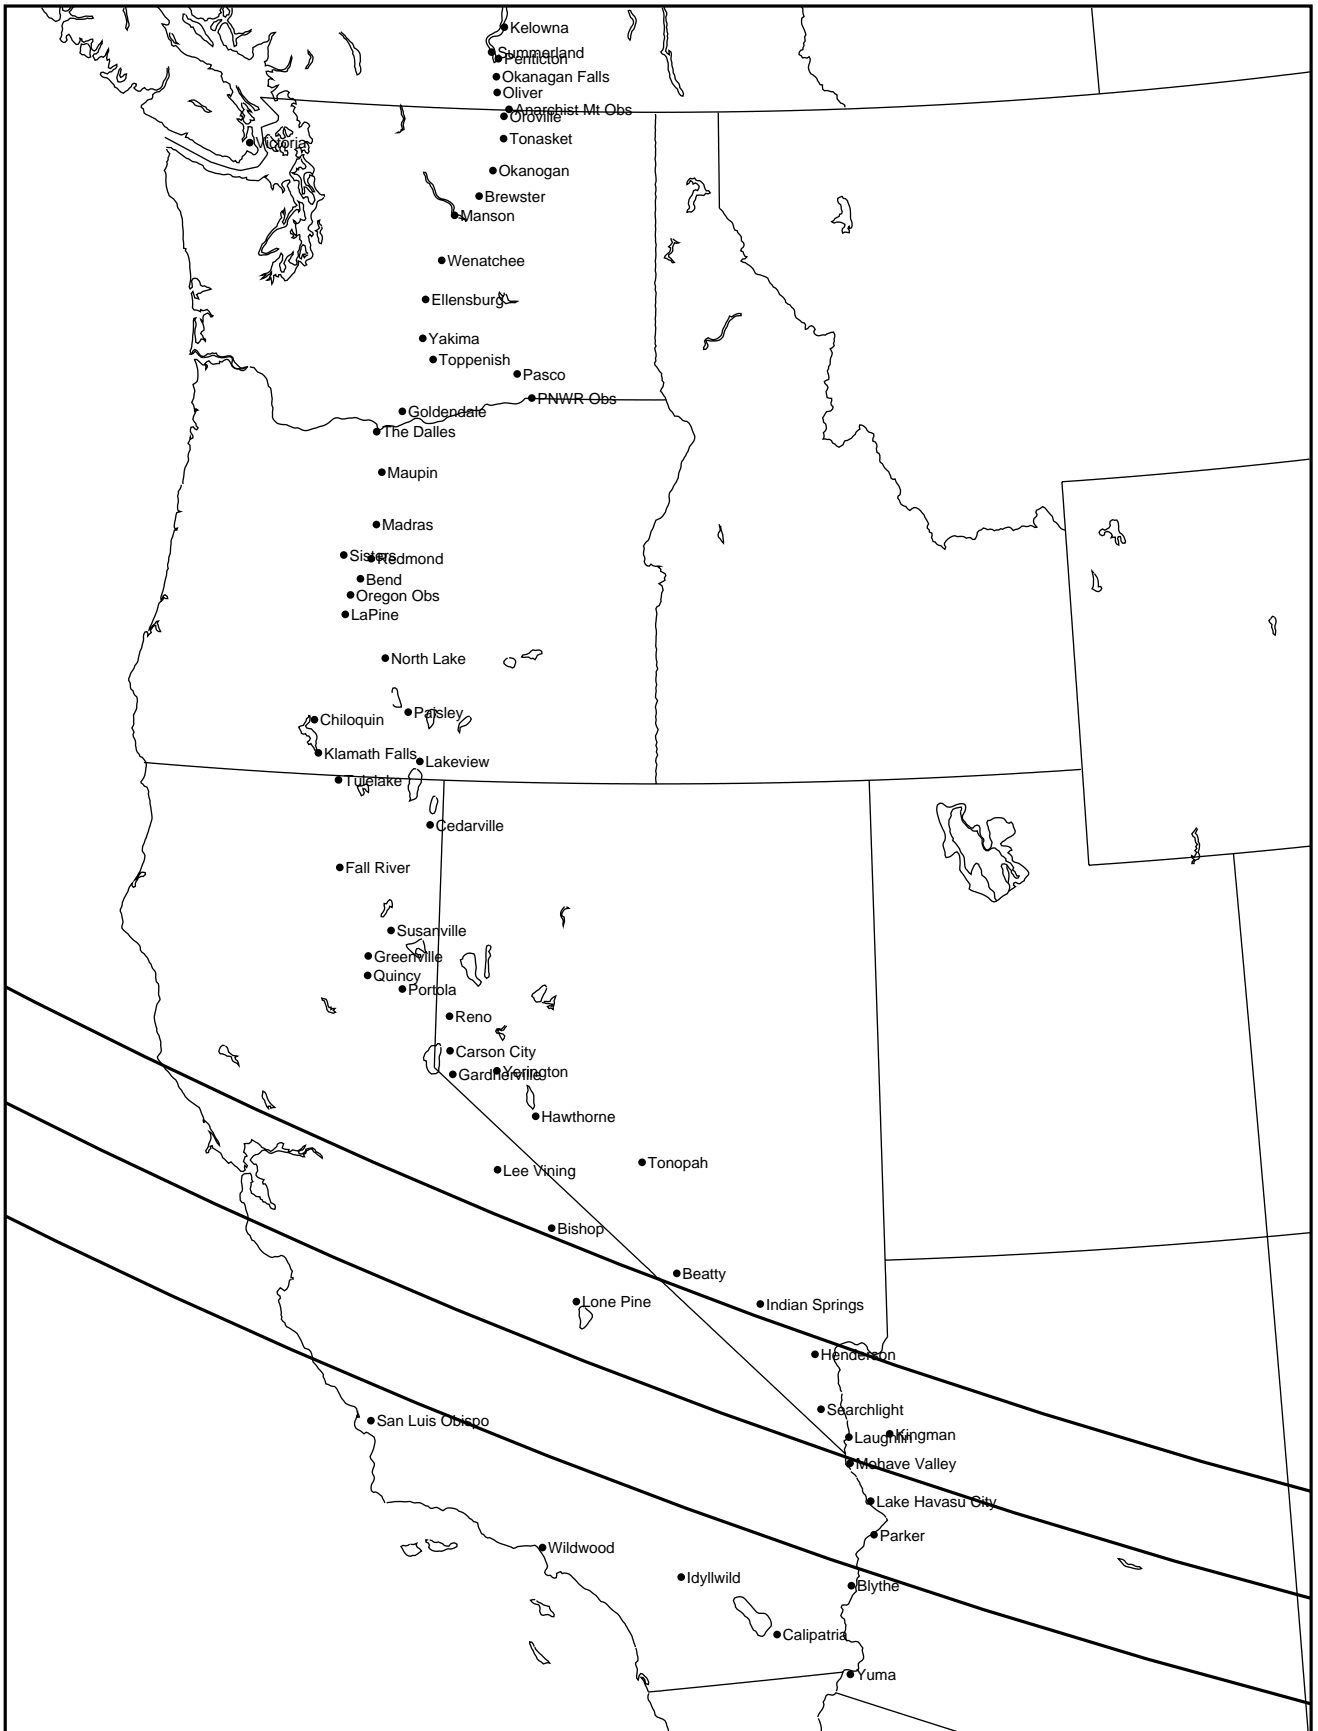 Kelowna
Summerland
Penticton
Okanagan Falls
Oliver
Anarchist Mt Obs
Oroville
Tonasket
Victoria
Okanogan
Brewster
Manson
Wenatchee
Ellensburg
Yakima
Toppenish
Pasco
PNWR Obs
Goldendale
The Dalles
Maupin
Madras
Sisters
Redmond
Bend
Oregon Obs
LaPine
North Lake
Paisley
Chiloquin
Klamath Falls
Lakeview
Tulelake
Cedarville
Fall River
Susanville
Greenville
Quincy
Portola
Reno
Carson City
Yerington
Gardnerville
Hawthorne
Tonopah
Lee Vining
Bishop
Beatty
Lone Pine
Indian Springs
Henderson
Searchlight
San Luis Obispo
Kingman
Laughlin
Mohave Valley
Lake Havasu City
Parker
Wildwood
Idyllwild
Blythe
Calipatria
Yuma